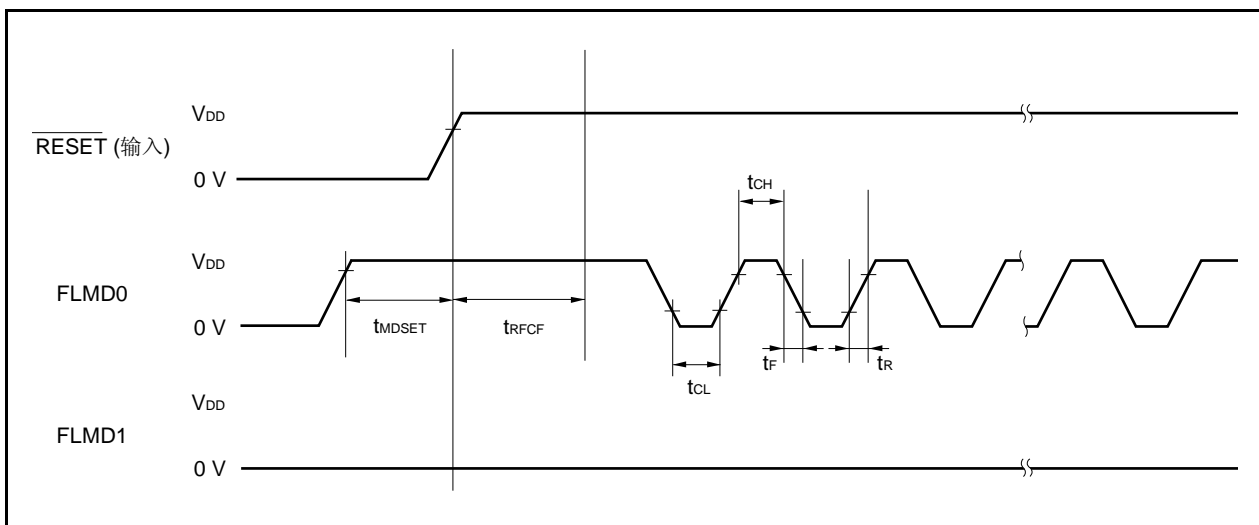 VDD
RESET (输入)
0 V
tCH
VDD
FLMD0
0 V
tMDSET
tRFCF
tF
tR
tCL
VDD
FLMD1
0 V